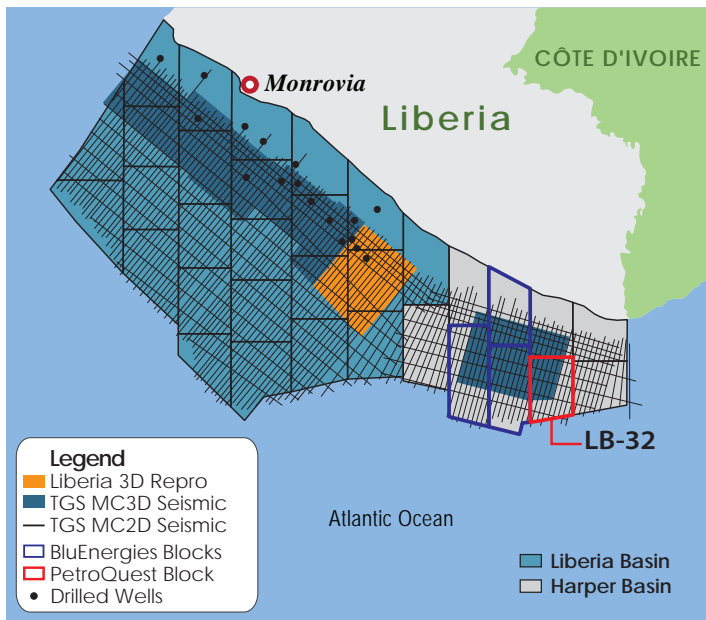 CÔTE D'IVOIRE
Monrovia
Liberia
LB-32
Legend
Liberia 3D Repro
TGS MC3D Seismic
TGS MC2D Seismic
BluEnergies Blocks
PetroQuest Block
Drilled Wells
Atlantic Ocean
Liberia Basin
Harper Basin